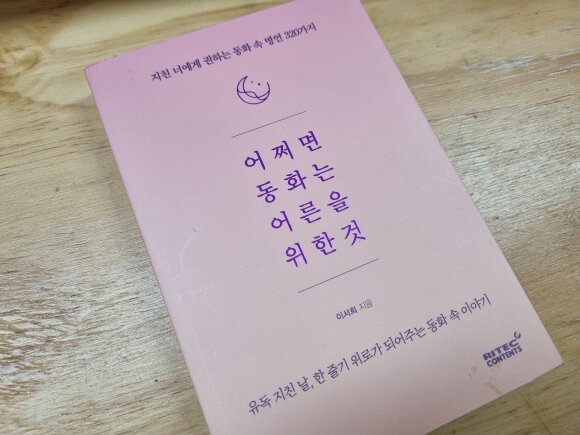 지친 너에게 권하는 동화 속 명언 320가지
어쩌면
동화는
어른을
위한 것
이서희 지음
유독 지친 날, 한 줄기 위로가 되어주는 동화 속 이야기
RITEC
CONTENTS